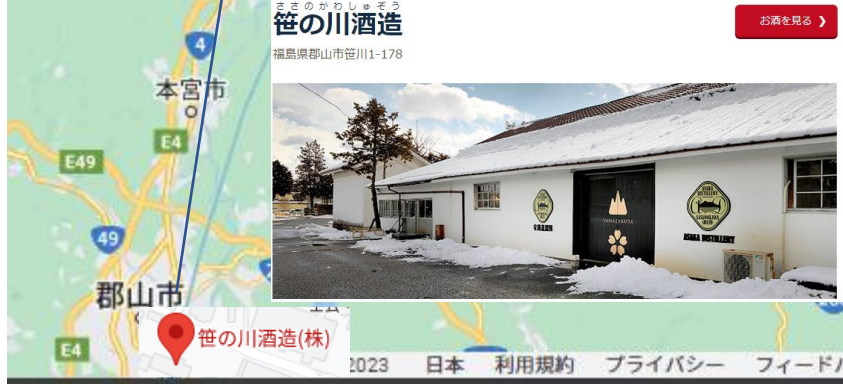 ささのかわしゅぞう
笹の川酒造
お酒を見る ❯
福島県郡山市笹川1-178
4
本宮市
E4
E49
49
郡山市
E4
笹の川酒造(株)
YAMAZAKURA
ASAKA DISTILLERY
2023 日本 利用規約 プライバシー フィード